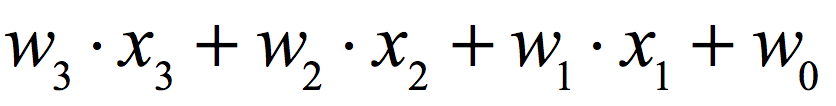 w₃ · x₃ + w₂ · x₂ + w₁ · x₁ + w₀